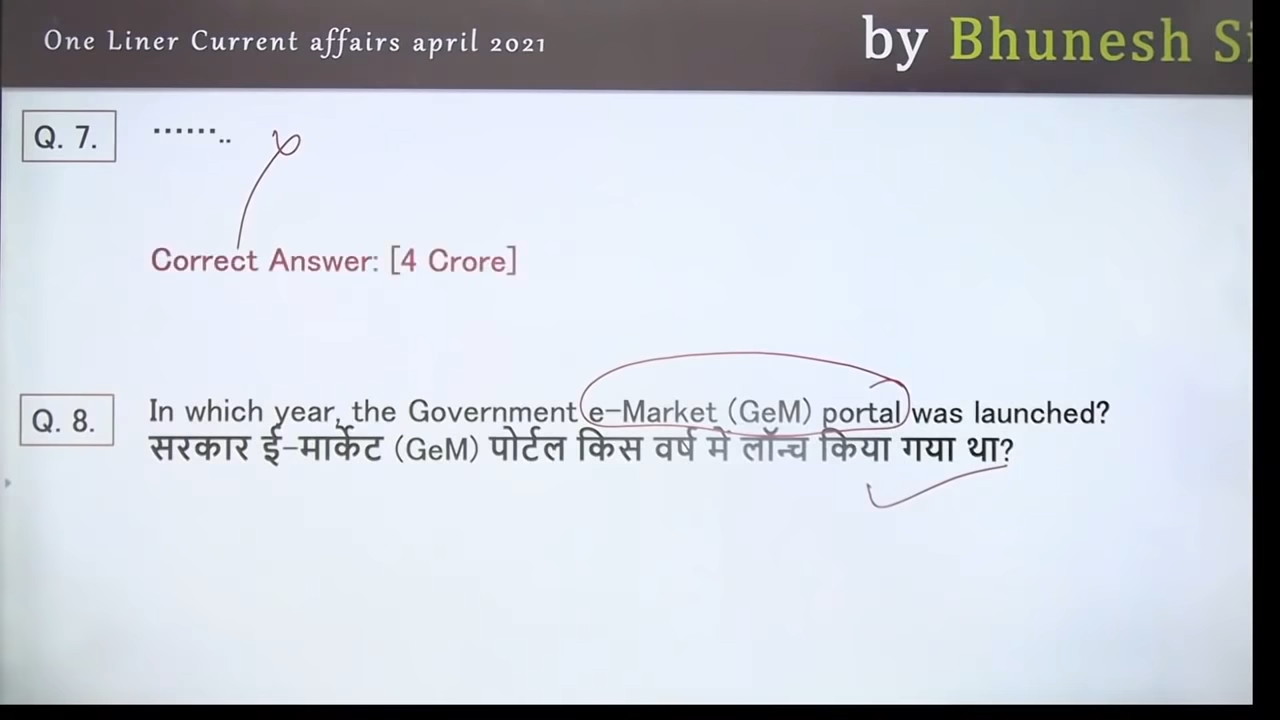 One Liner Current affairs april 2021
by Bhunesh
Q. 7.
........
Correct Answer: [4 Crore]
Q. 8.
In which year, the Government e-Market (GeM) portal was launched?
सरकार ई-मार्केट (GeM) पोर्टल किस वर्ष में लॉन्च किया गया था?